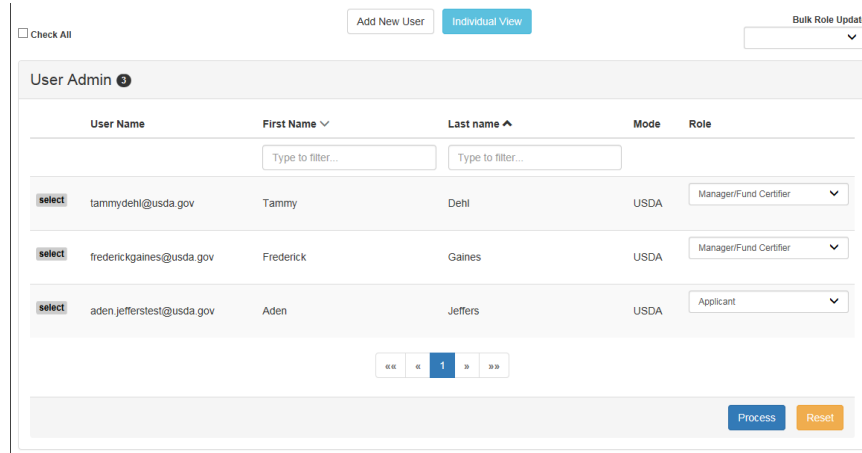 Add New User
Individual View
Bulk Role Updat
Check All
User Admin 3
User Name First Name Last name Mode Role
Type to filter... Type to filter...
select tammydehl@usda.gov Tammy Dehl USDA Manager/Fund Certifier
select frederickgaines@usda.gov Frederick Gaines USDA Manager/Fund Certifier
select aden.jefferstest@usda.gov Aden Jeffers USDA Applicant
«« « 1 » »»
Process Reset